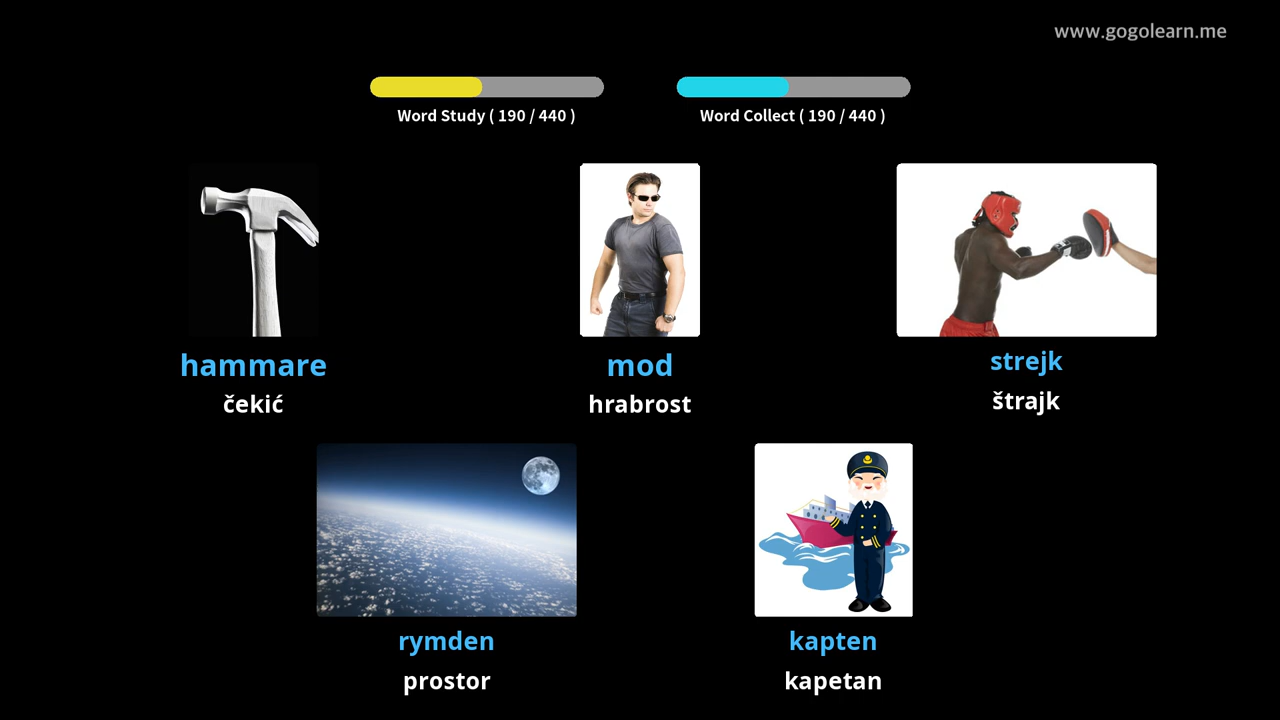 www.gogolearn.me
Word Study ( 190 / 440 )
Word Collect ( 190 / 440 )
hammare
čekić
mod
hrabrost
strejk
štrajk
rymden
prostor
kapten
kapetan